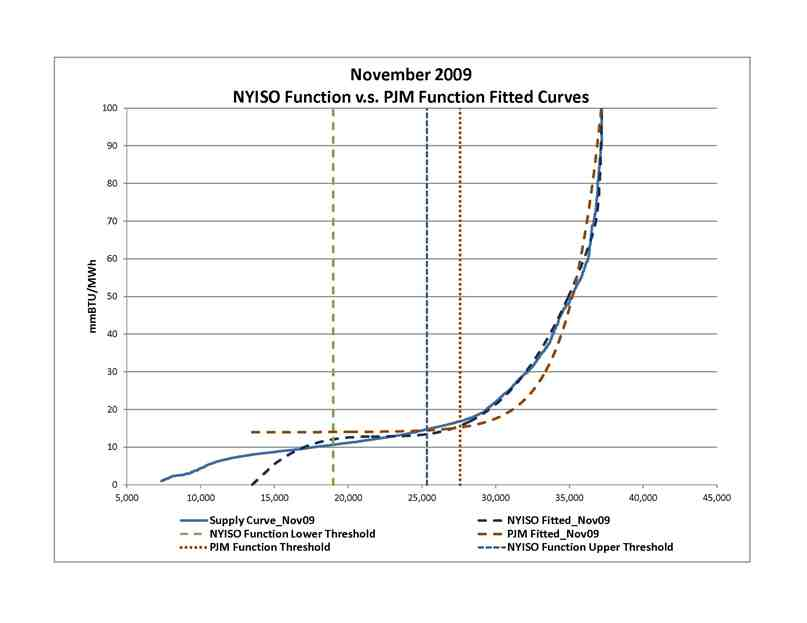 November 2009
NYISO Function v.s. PJM Function Fitted Curves
100
90
80
70
60
50
40
30
20
10
0
mmBTU/MWh
5,000 10,000 15,000 20,000 25,000 30,000 35,000 40,000 45,000
Supply Curve_Nov09 NYISO Fitted_Nov09
NYISO Function Lower Threshold PJM Fitted_Nov09
PJM Function Threshold NYISO Function Upper Threshold